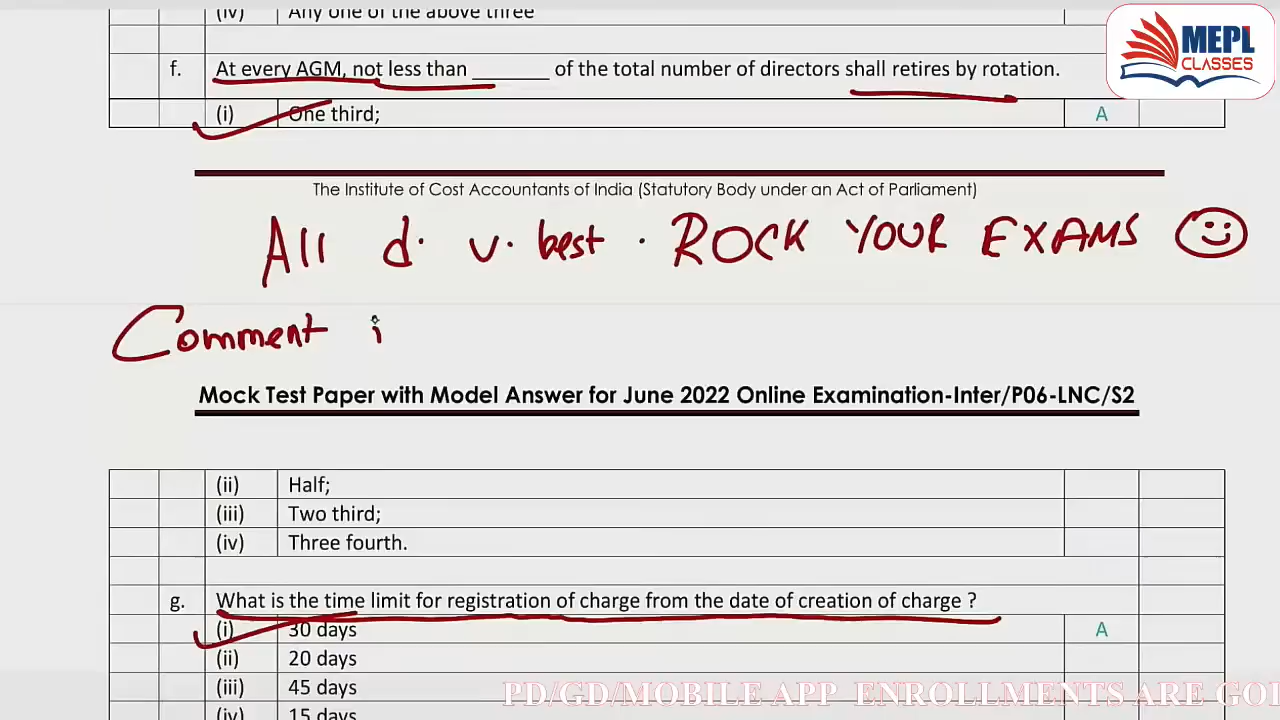 (iv) Any one of the above three
MEPL
CLASSES
f. At every AGM, not less than ________ of the total number of directors shall retires by rotation.
(i) One third; A
The Institute of Cost Accountants of India (Statutory Body under an Act of Parliament)
All d. v. best. ROCK YOUR EXAMS
Comment i
Mock Test Paper with Model Answer for June 2022 Online Examination-Inter/P06-LNC/S2
(ii) Half;
(iii) Two third;
(iv) Three fourth.
g. What is the time limit for registration of charge from the date of creation of charge ?
(i) 30 days A
(ii) 20 days
(iii) 45 days
(iv) 15 days
PD/GD/MOBILE APP ENROLLMENTS ARE